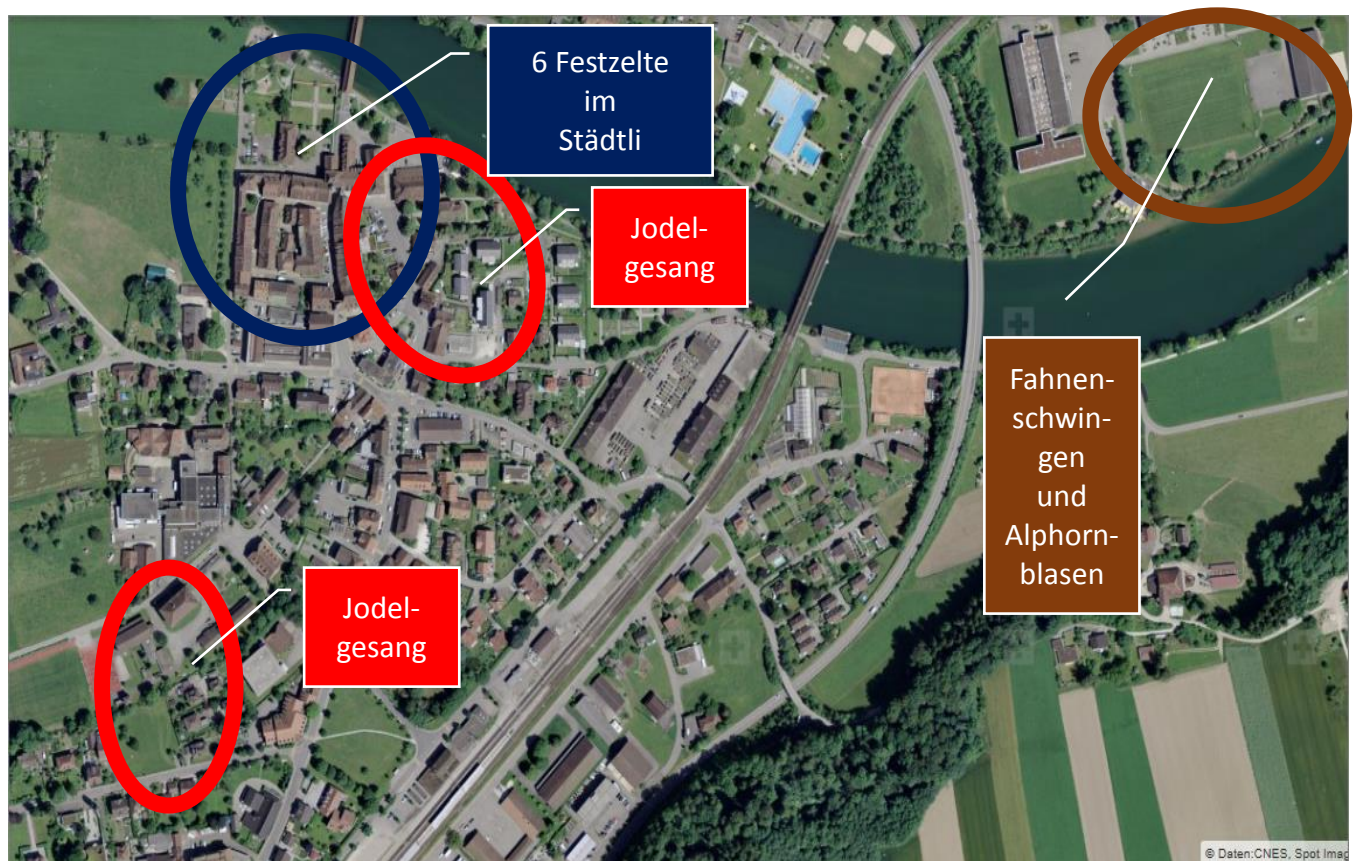 6 Festzelte
im
Städtli
Jodel-
gesang
Fahnen-
schwin-
gen
und
Alphorn-
blasen
Jodel-
gesang
© Daten:CNES, Spot Imag